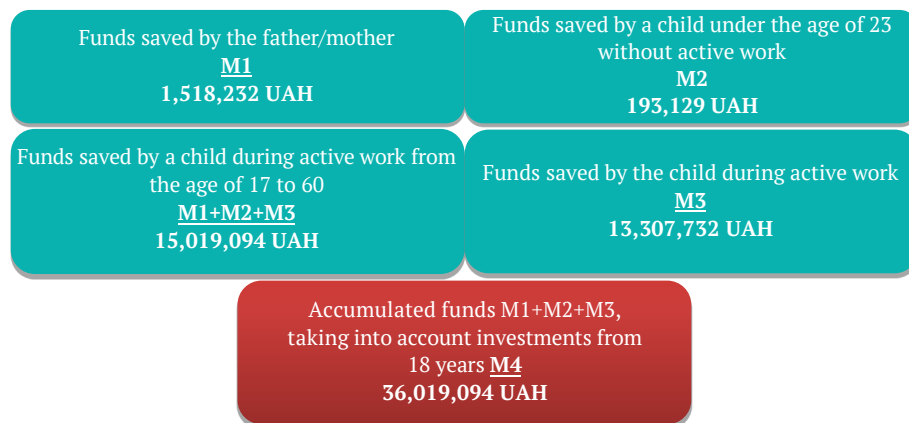 Funds saved by the father/mother
M1
1,518,232 UAH
Funds saved by a child under the age of 23
without active work
M2
193,129 UAH
Funds saved by a child during active work from
the age of 17 to 60
M1+M2+M3
15,019,094 UAH
Funds saved by the child during active work
M3
13,307,732 UAH
Accumulated funds M1+M2+M3,
taking into account investments from
18 years M4
36,019,094 UAH